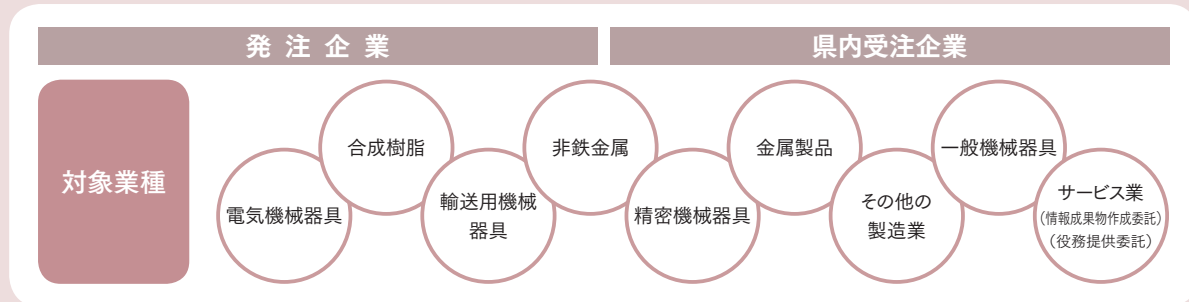 発注企業
県内受注企業
対象業種
電気機械器具
合成樹脂
輸送用機械
器具
非鉄金属
精密機械器具
金属製品
その他の
製造業
一般機械器具
サービス業
(情報成果物作成委託)
(役務提供委託)